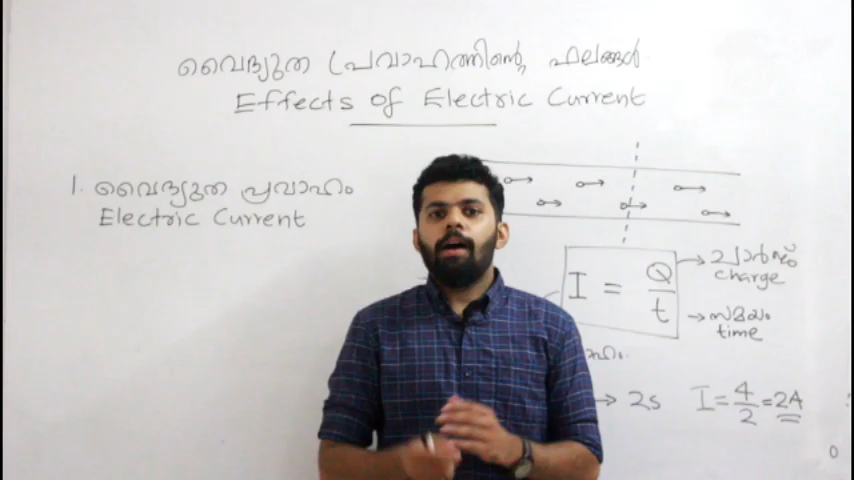 വൈദ്യുത പ്രവാഹത്തിന്റെ ഫലങ്ങൾ
Effects of Electric Current
1. വൈദ്യുത പ്രവാഹം
Electric Current
I = Q/t
→ ചാർജ്
charge
→ സമയം
time
→ 2s I = 4/2 = 2A